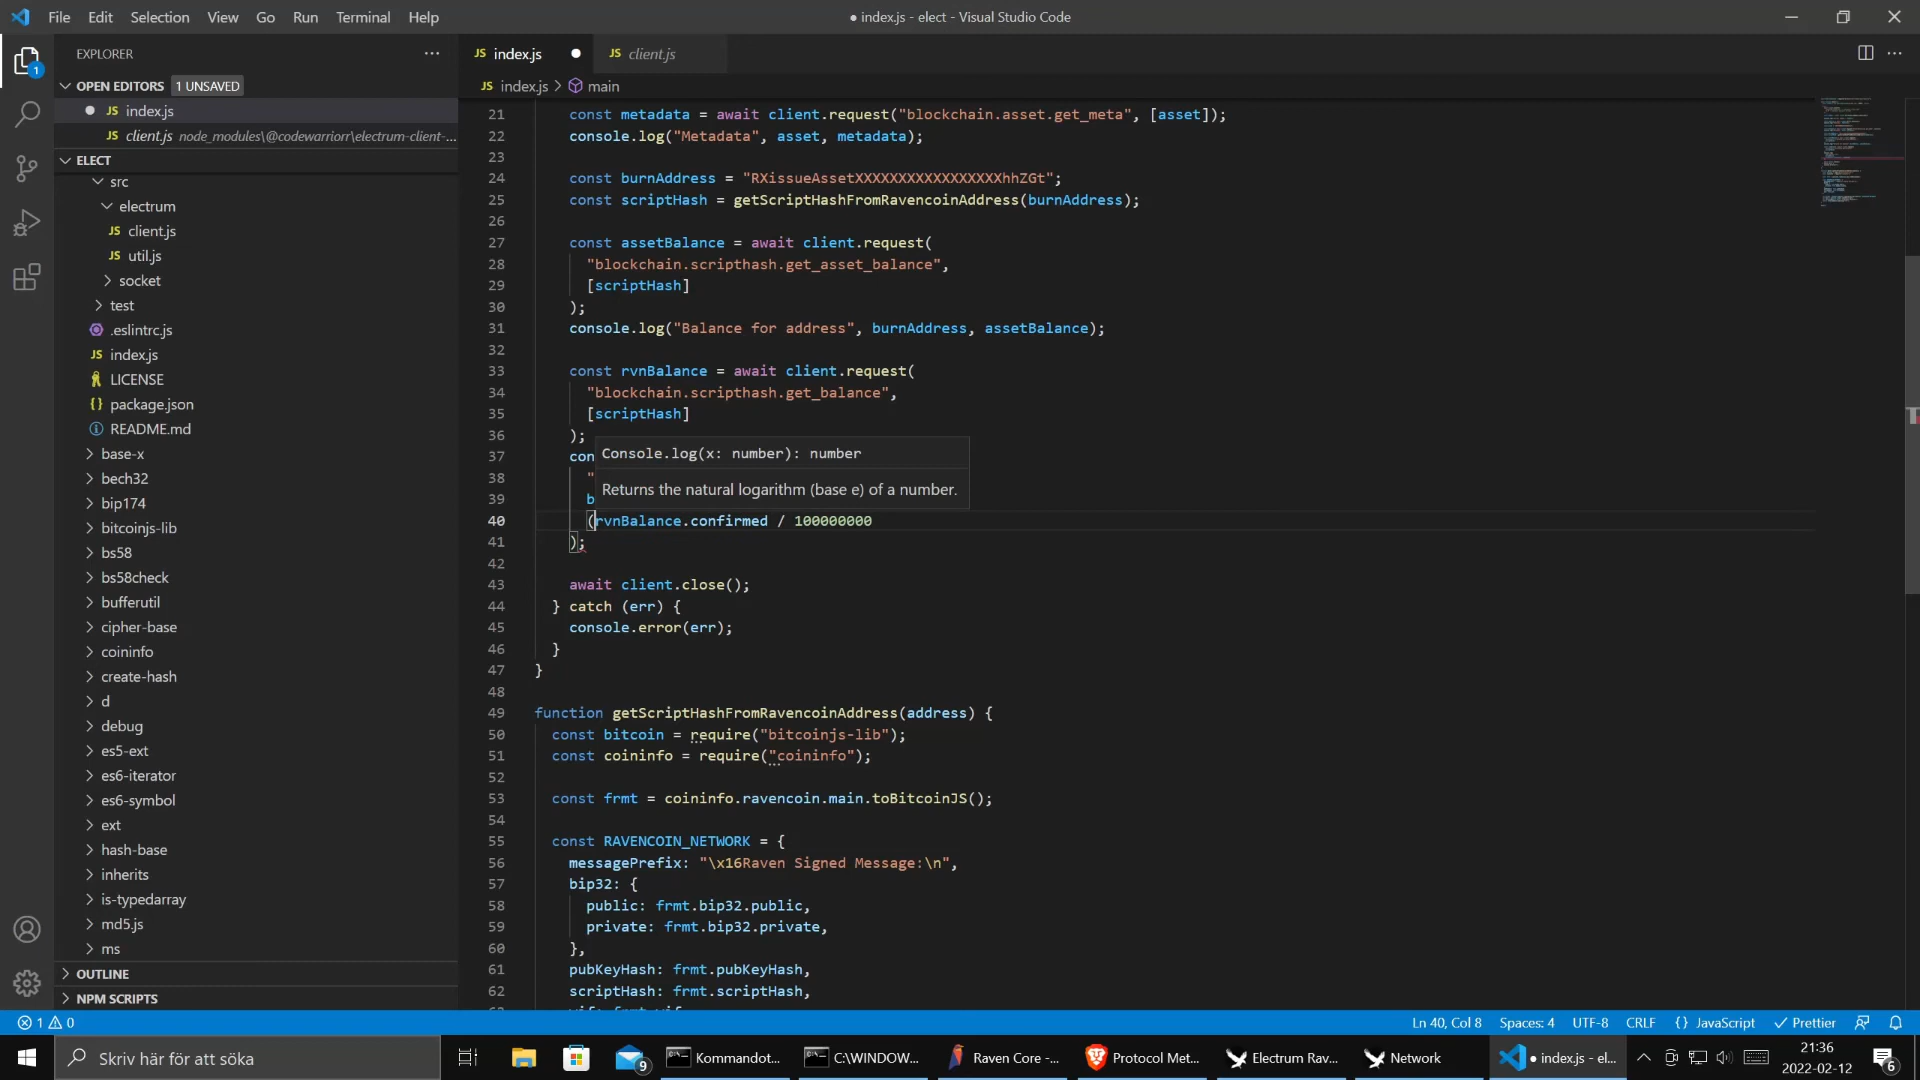 File Edit Selection View Go Run Terminal Help
● index.js - elect - Visual Studio Code
EXPLORER
OPEN EDITORS 1 UNSAVED
JS index.js
JS client.js node_modules\@codewarriorr\electrum-client-...
ELECT
src
electrum
JS client.js
JS util.js
socket
test
.eslintrc.js
JS index.js
LICENSE
{} package.json
README.md
base-x
bech32
bip174
bitcoinjs-lib
bs58
bs58check
bufferutil
cipher-base
coininfo
create-hash
d
debug
es5-ext
es6-iterator
es6-symbol
ext
hash-base
inherits
is-typedarray
md5.js
ms
OUTLINE
NPM SCRIPTS
JS index.js ●
JS client.js
JS index.js > main
21 const metadata = await client.request("blockchain.asset.get_meta", [asset]);
22 console.log("Metadata", asset, metadata);
23
24 const burnAddress = "RXissueAssetXXXXXXXXXXXXXXXXXhhZGt";
25 const scriptHash = getScriptHashFromRavencoinAddress(burnAddress);
26
27 const assetBalance = await client.request(
28 "blockchain.scripthash.get_asset_balance",
29 [scriptHash]
30 );
31 console.log("Balance for address", burnAddress, assetBalance);
32
33 const rvnBalance = await client.request(
34 "blockchain.scripthash.get_balance",
35 [scriptHash]
36 );
Console.log(x: number): number
Returns the natural logarithm (base e) of a number.
37 con
38 "
39 b
40 (rvnBalance.confirmed / 100000000
41 );
42
43 await client.close();
44 } catch (err) {
45 console.error(err);
46 }
47 }
48
49 function getScriptHashFromRavencoinAddress(address) {
50 const bitcoin = require("bitcoinjs-lib");
51 const coininfo = require("coininfo");
52
53 const frmt = coininfo.ravencoin.main.toBitcoinJS();
54
55 const RAVENCOIN_NETWORK = {
56 messagePrefix: "\x16Raven Signed Message:\n",
57 bip32: {
58 public: frmt.bip32.public,
59 private: frmt.bip32.private,
60 },
61 pubKeyHash: frmt.pubKeyHash,
62 scriptHash: frmt.scriptHash,
1 0
Ln 40, Col 8 Spaces: 4 UTF-8 CRLF {} JavaScript Prettier
Skriv här för att söka
9
Kommandot...
C:\WINDOW...
Raven Core -...
Protocol Met...
Electrum Rav...
Network
● index.js - el...
21:36
2022-02-12
6